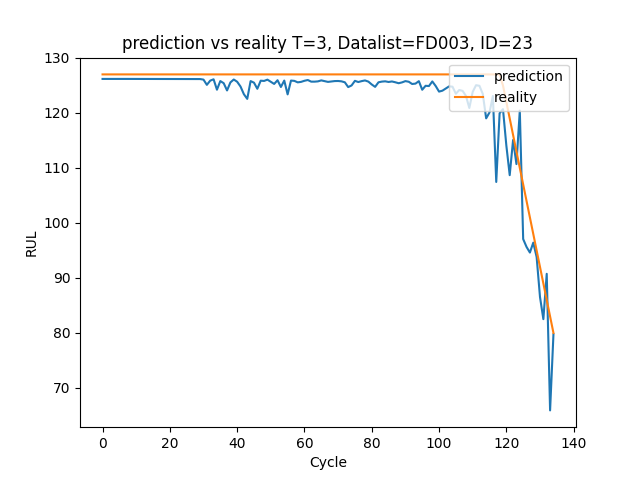 prediction vs reality T=3, Datalist=FD003, ID=23
prediction
reality
130
120
110
100
90
80
70
RUL
0 20 40 60 80 100 120 140
Cycle